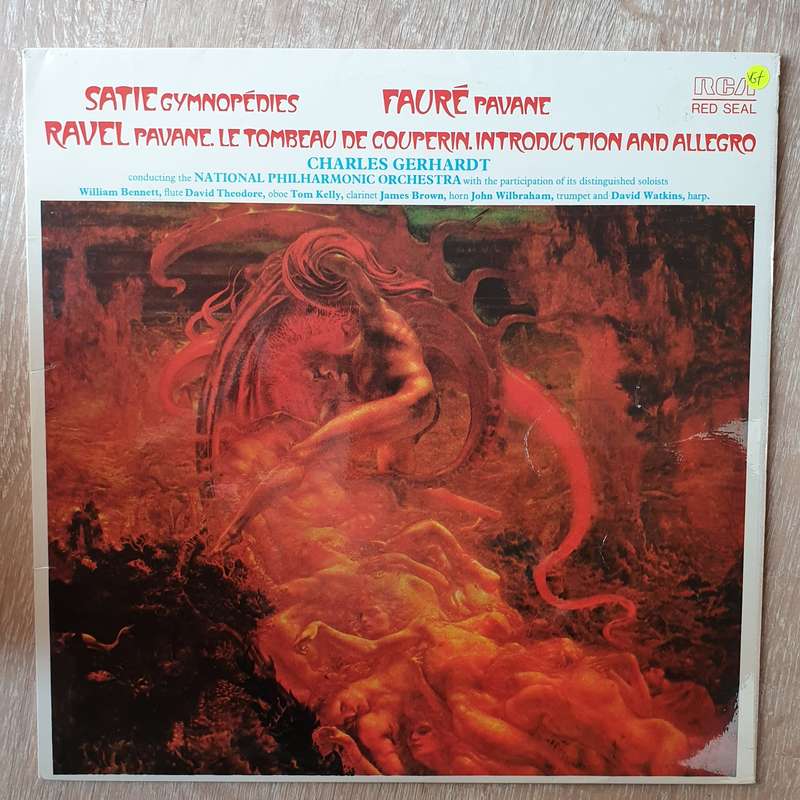 SATIE GYMNOPÉDIES FAURÉ PAVANE
RAVEL PAVANE. LE TOMBEAU DE COUPERIN. INTRODUCTION AND ALLEGRO
CHARLES GERHARDT
conducting the NATIONAL PHILHARMONIC ORCHESTRA with the participation of its distinguished soloists
William Bennett, flute David Theodore, oboe Tom Kelly, clarinet James Brown, horn John Wilbraham, trumpet and David Watkins, harp.
RCA
RED SEAL
VG+